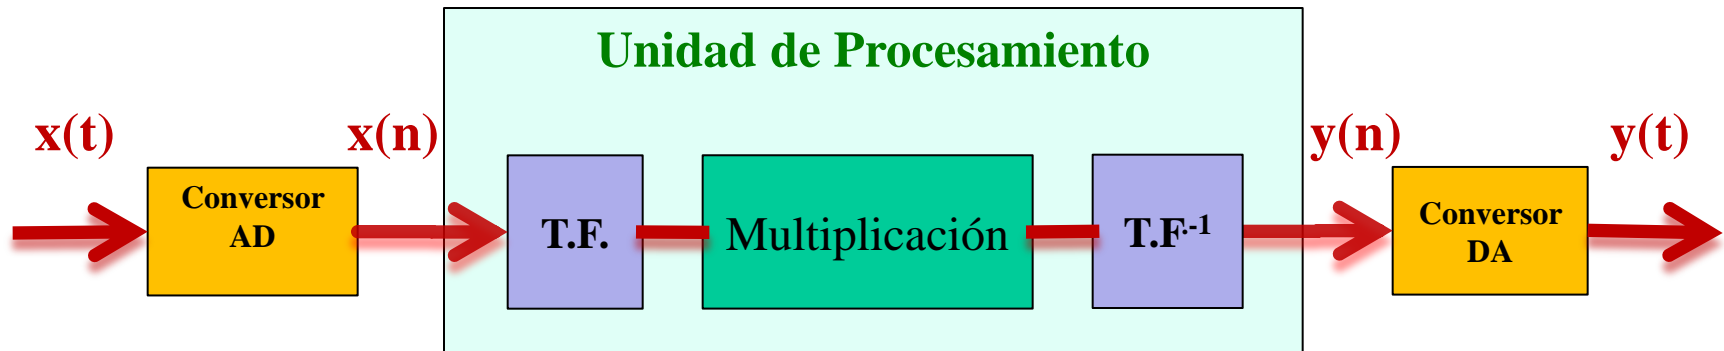 Unidad de Procesamiento
x(t)
x(n)
y(n)
y(t)
Conversor
AD
T.F.
Multiplicación
T.F.-1
Conversor
DA